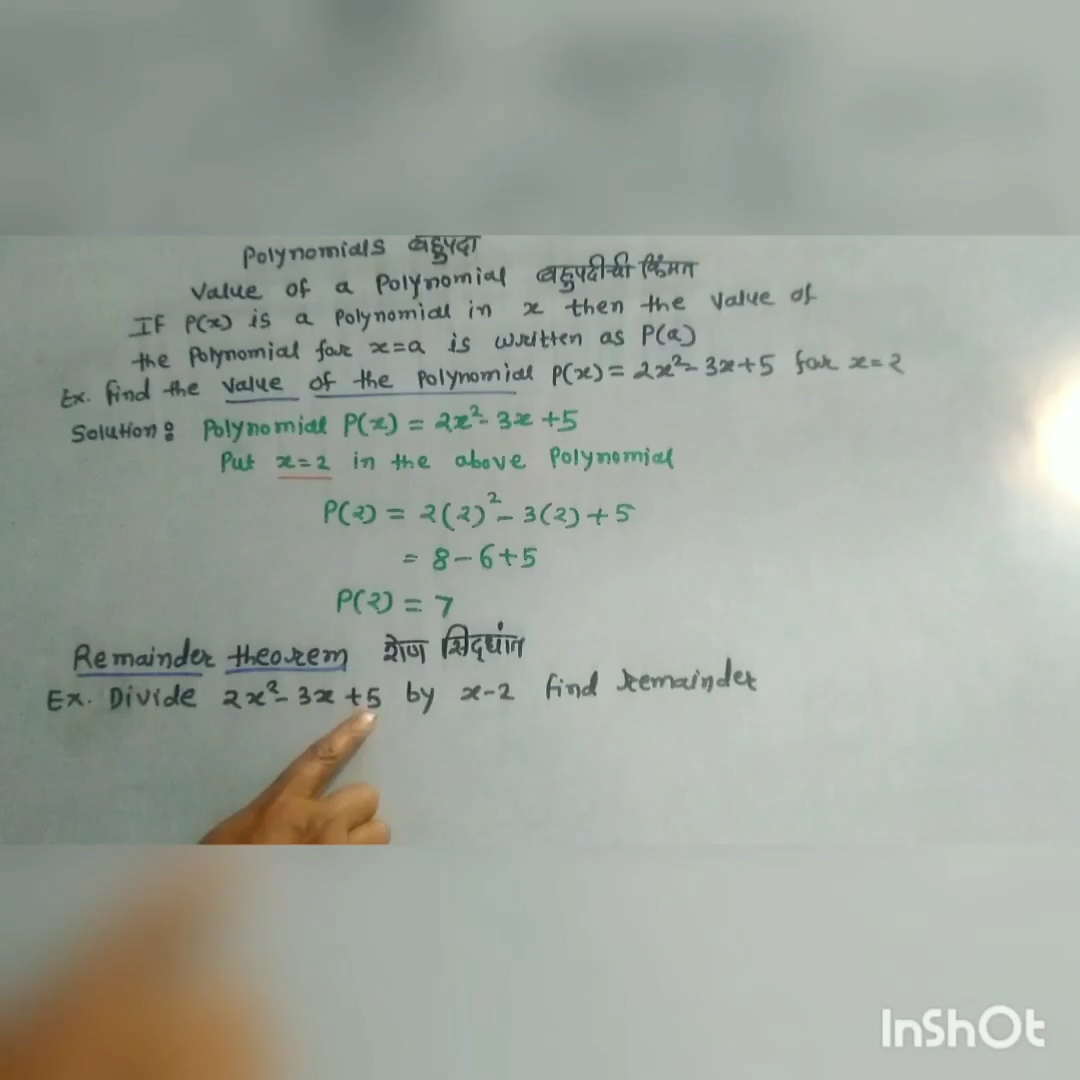 Polynomials बहुपदी
Value of a Polynomial बहुपदीची किंमत
If P(x) is a Polynomial in x then the value of
the Polynomial for x=a is written as P(a)
Ex. find the value of the Polynomial P(x) = 2x²- 3x+5 for x=2
Solution : Polynomial P(x) = 2x²- 3x +5
Put x=2 in the above Polynomial
P(2) = 2(2)² - 3(2) + 5
= 8 - 6 + 5
P(2) = 7
Remainder theorem शेष सिद्धांत
Ex. Divide 2x²- 3x +5 by x-2 find remainder
InShOt